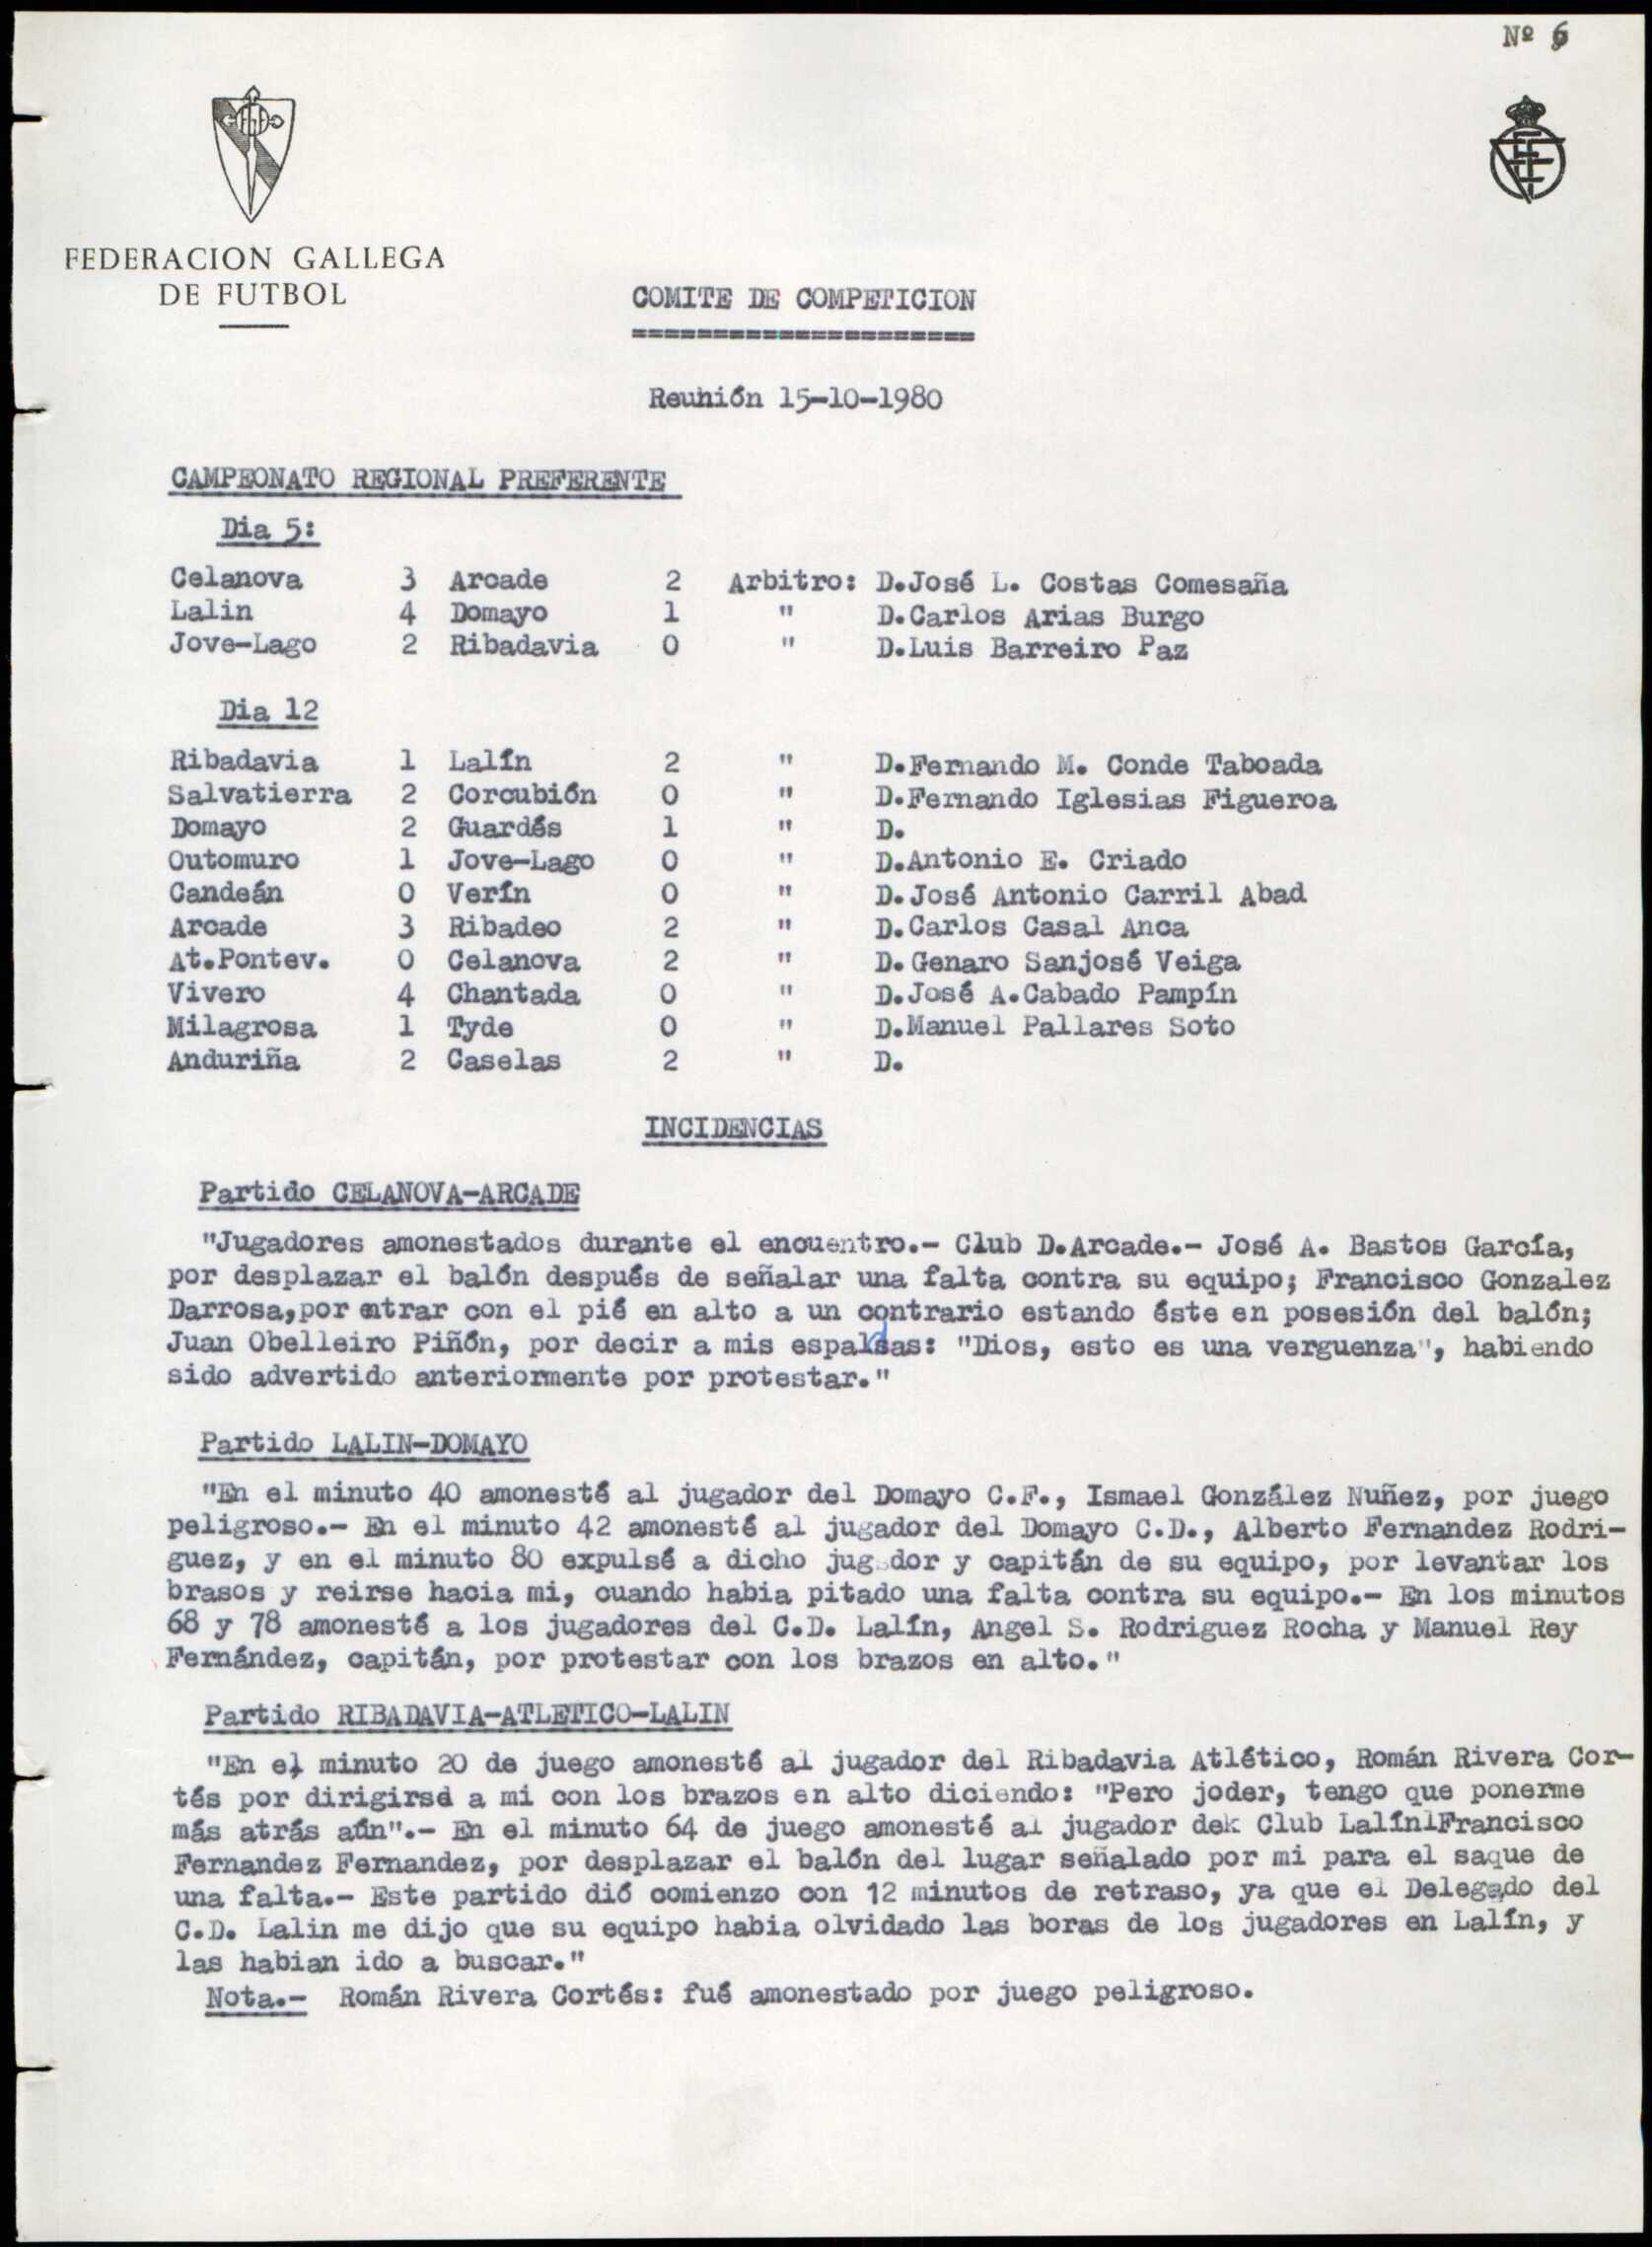 Nº 6
FEDERACION GALLEGA
DE FUTBOL
COMITE DE COMPETICION
=====================
Reunión 15-10-1980
CAMPEONATO REGIONAL PREFERENTE
Dia 5:
Celanova 3 Arcade 2 Arbitro: D.José L. Costas Comesaña
Lalin 4 Domayo 1 " D.Carlos Arias Burgo
Jove-Lago 2 Ribadavia 0 " D.Luis Barreiro Paz
Dia 12
Ribadavia 1 Lalín 2 " D.Fernando M. Conde Taboada
Salvatierra 2 Corcubión 0 " D.Fernando Iglesias Figueroa
Domayo 2 Guardés 1 " D.
Outomuro 1 Jove-Lago 0 " D.Antonio E. Criado
Candeán 0 Verín 0 " D.José Antonio Carril Abad
Arcade 3 Ribadeo 2 " D.Carlos Casal Anca
At.Pontev. 0 Celanova 2 " D.Genaro Sanjosé Veiga
Vivero 4 Chantada 0 " D.José A.Cabado Pampín
Milagrosa 1 Tyde 0 " D.Manuel Pallares Soto
Anduriña 2 Caselas 2 " D.
INCIDENCIAS
Partido CELANOVA-ARCADE
"Jugadores amonestados durante el encuentro.- Club D.Arcade.- José A. Bastos García,
por desplazar el balón después de señalar una falta contra su equipo; Francisco Gonzalez
Darrosa,por entrar con el pié en alto a un contrario estando éste en posesión del balón;
Juan Obelleiro Piñón, por decir a mis espaldas: "Dios, esto es una verguenza", habiendo
sido advertido anteriormente por protestar."
Partido LALIN-DOMAYO
"En el minuto 40 amonesté al jugador del Domayo C.F., Ismael González Nuñez, por juego
peligroso.- En el minuto 42 amonesté al jugador del Domayo C.D., Alberto Fernandez Rodri-
guez, y en el minuto 80 expulsé a dicho jugador y capitán de su equipo, por levantar los
brasos y reirse hacia mi, cuando habia pitado una falta contra su equipo.- En los minutos
68 y 78 amonesté a los jugadores del C.D. Lalín, Angel S. Rodriguez Rocha y Manuel Rey
Fernández, capitán, por protestar con los brazos en alto."
Partido RIBADAVIA-ATLETICO-LALIN
"En el minuto 20 de juego amonesté al jugador del Ribadavia Atlético, Román Rivera Cor-
tés por dirigirse a mi con los brazos en alto diciendo: "Pero joder, tengo que ponerme
más atrás aún".- En el minuto 64 de juego amonesté al jugador dek Club LalínlFrancisco
Fernandez Fernandez, por desplazar el balón del lugar señalado por mi para el saque de
una falta.- Este partido dió comienzo con 12 minutos de retraso, ya que el Delegado del
C.D. Lalin me dijo que su equipo habia olvidado las boras de los jugadores en Lalín, y
las habian ido a buscar."
Nota.- Román Rivera Cortés: fué amonestado por juego peligroso.